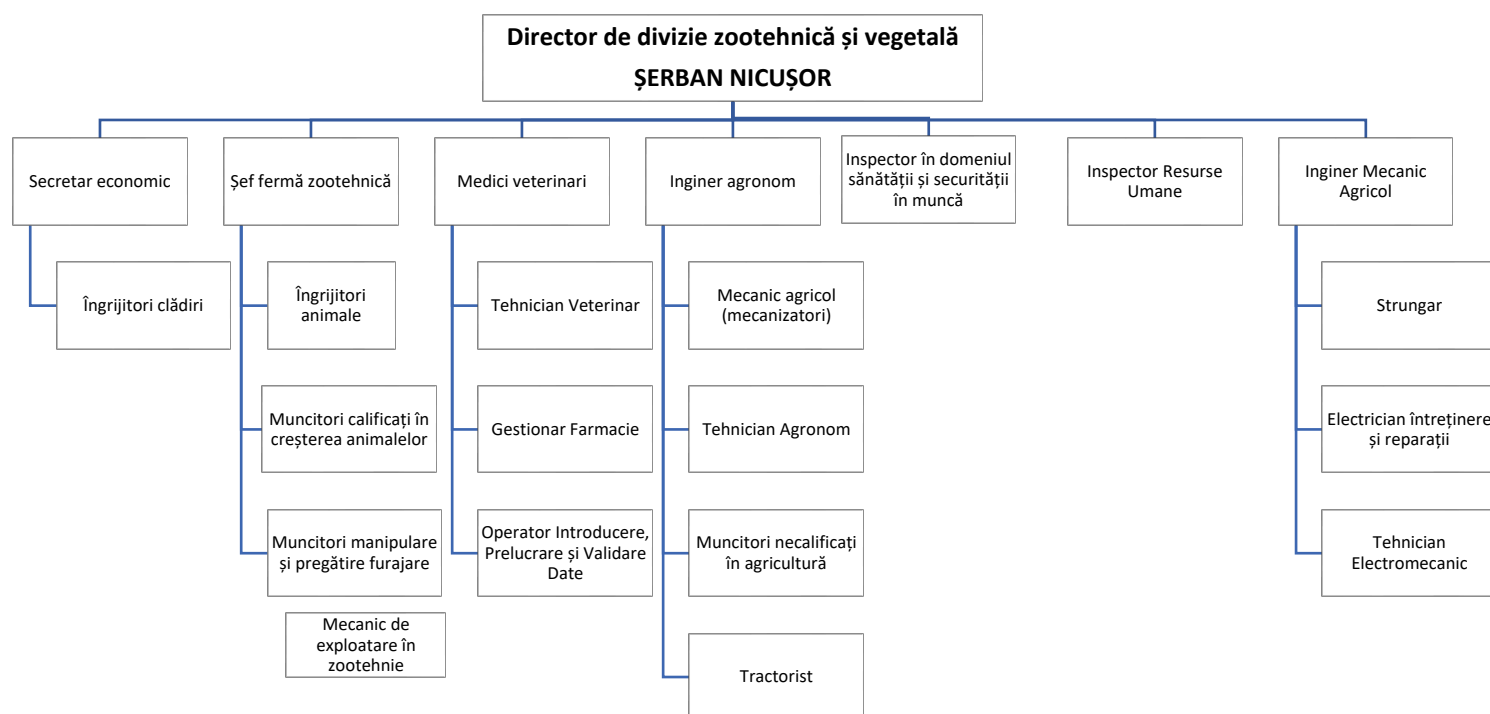 Director de divizie zootehnică și vegetală
ȘERBAN NICUȘOR
Secretar economic
Șef fermă zootehnică
Medici veterinari
Inginer agronom
Inspector în domeniul
sănătății și securității
în muncă
Inspector Resurse
Umane
Inginer Mecanic
Agricol
Îngrijitori clădiri
Îngrijitori
animale
Tehnician Veterinar
Mecanic agricol
(mecanizatori)
Strungar
Muncitori calificați în
creșterea animalelor
Gestionar Farmacie
Tehnician Agronom
Electrician întreținere
și reparații
Muncitori manipulare
și pregătire furajare
Operator Introducere,
Prelucrare și Validare
Date
Muncitori necalificați
în agricultură
Tehnician
Electromecanic
Mecanic de
exploatare în
zootehnie
Tractorist